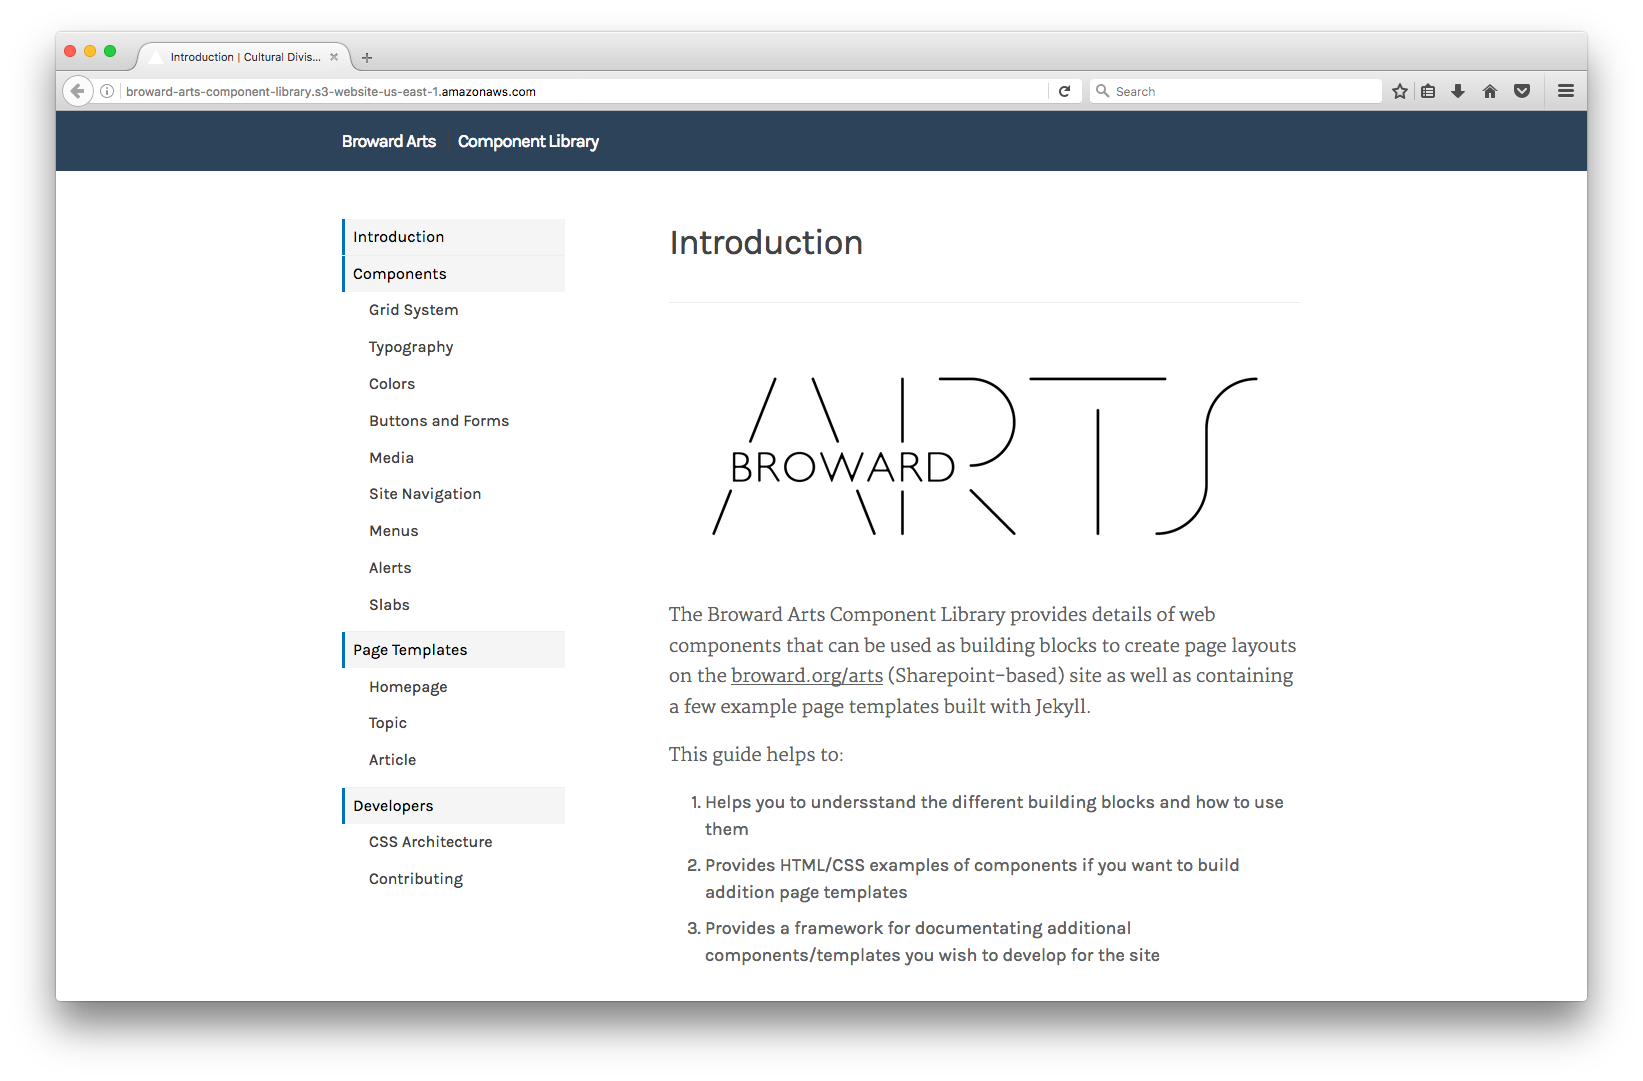 Introduction | Cultural Divis...
broward-arts-component-library.s3-website-us-east-1.amazonaws.com
Search
Broward Arts Component Library
Introduction
Components
Grid System
Typography
Colors
Buttons and Forms
Media
Site Navigation
Menus
Alerts
Slabs
Page Templates
Homepage
Topic
Article
Developers
CSS Architecture
Contributing
Introduction
ARTS
BROWARD
The Broward Arts Component Library provides details of web
components that can be used as building blocks to create page layouts
on the broward.org/arts (Sharepoint-based) site as well as containing
a few example page templates built with Jekyll.
This guide helps to:
1. Helps you to undersstand the different building blocks and how to use
them
2. Provides HTML/CSS examples of components if you want to build
addition page templates
3. Provides a framework for documentating additional
components/templates you wish to develop for the site